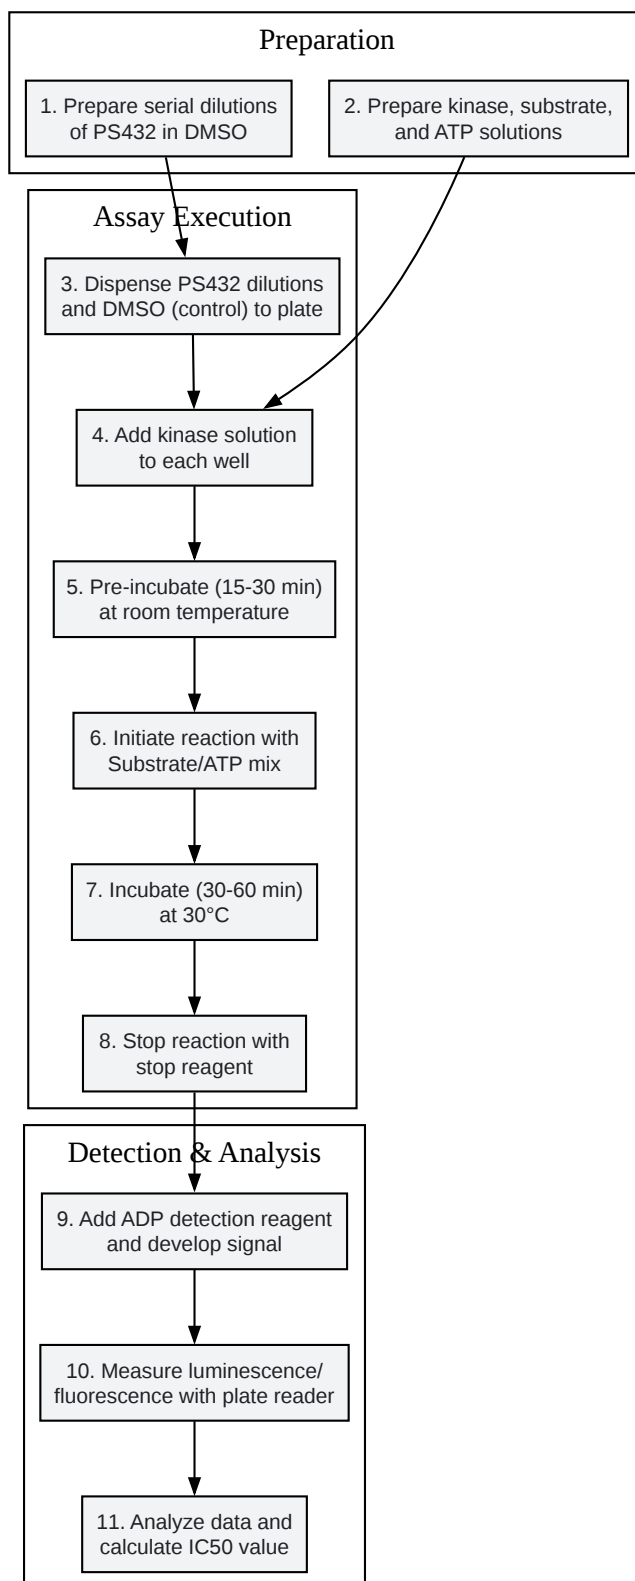 Preparation
1. Prepare serial dilutions
of PS432 in DMSO
2. Prepare kinase, substrate,
and ATP solutions
Assay Execution
3. Dispense PS432 dilutions
and DMSO (control) to plate
4. Add kinase solution
to each well
5. Pre-incubate (15-30 min)
at room temperature
6. Initiate reaction with
Substrate/ATP mix
7. Incubate (30-60 min)
at 30°C
8. Stop reaction with
stop reagent
Detection & Analysis
9. Add ADP detection reagent
and develop signal
10. Measure luminescence/
fluorescence with plate reader
11. Analyze data and
calculate IC50 value